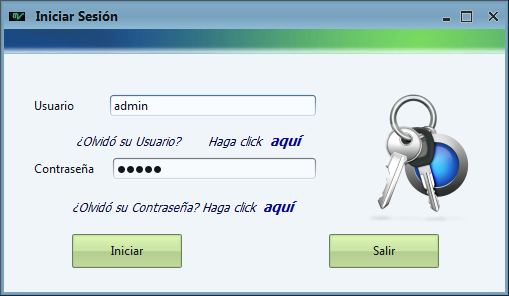 Iniciar Sesión
Usuario
admin
¿Olvidó su Usuario? Haga click aquí
Contraseña
●●●●●
¿Olvidó su Contraseña? Haga click aquí
Iniciar
Salir